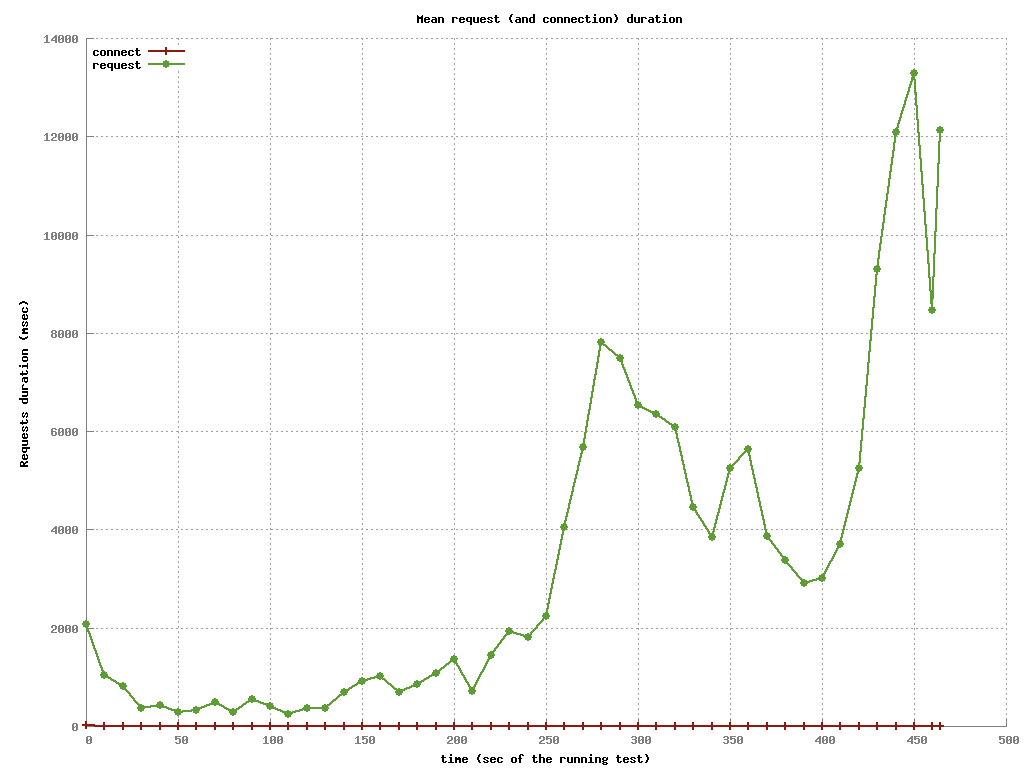 Mean request (and connection) duration
14000
connect
request
12000
10000
8000
Requests duration (msec)
6000
4000
2000
0
0 50 100 150 200 250 300 350 400 450 500
time (sec of the running test)